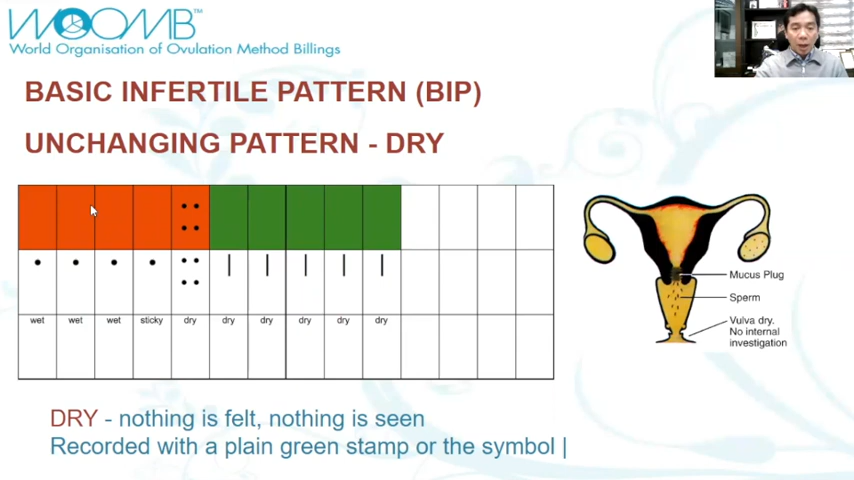 WOOMB™
World Organisation of Ovulation Method Billings
BASIC INFERTILE PATTERN (BIP)
UNCHANGING PATTERN - DRY
wet wet wet sticky dry dry dry dry dry dry
Mucus Plug
Sperm
Vulva dry.
No internal
investigation
DRY - nothing is felt, nothing is seen
Recorded with a plain green stamp or the symbol |